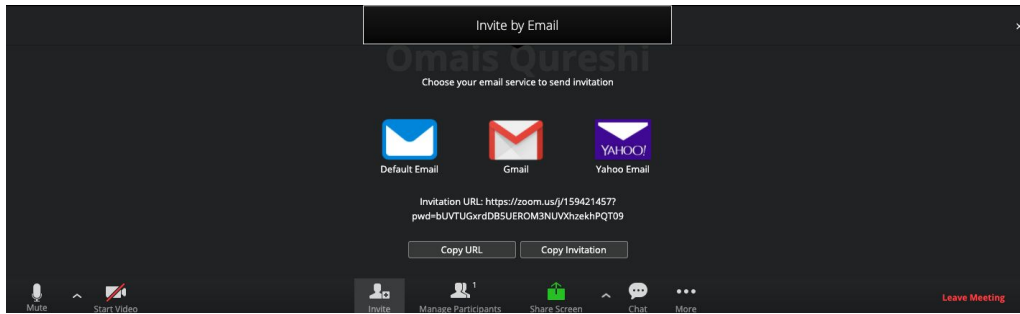 Invite by Email
Omais Qureshi
Choose your email service to send invitation
YAHOO!
Default Email
Gmail
Yahoo Email
Invitation URL: https://zoom.us/j/159421457?
pwd=bUVTUGxrdDB5UEROM3NUVXhzekhPQT09
Copy URL
Copy Invitation
1
Mute
Start Video
Invite
Manage Participants
Share Screen
Chat
More
Leave Meeting